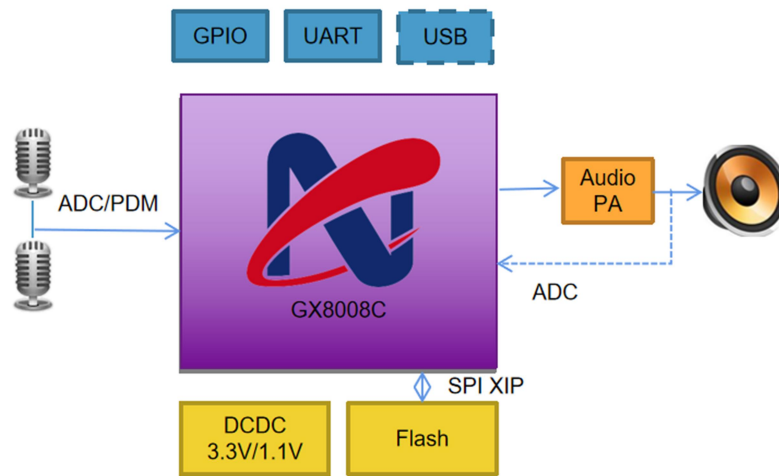 GPIO
UART
USB
ADC/PDM
Audio
PA
ADC
GX8008C
SPI XIP
DCDC
3.3V/1.1V
Flash